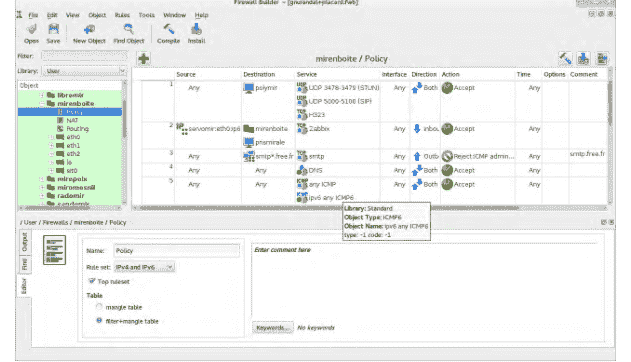 Firewall Builder -
File Edit View Object Rules Tools Window Help
Open Save New Object Find Object Compile Install
Filter:
Library: User
mirenboite / Policy
Object
Source Destination Service Interface Direction Action Time Options Comment
libremix
mirenboite
Policy
NAT
Routing
eth0
eth1
eth2
lo
sit0
mirepoix
miromesnil
radomir
1 Any polymir UDP 3478-3479 (STUN) Any Both Accept Any
UDP 5000-5100 (SIP)
H323
2 mirenboite Zabbix Any Accept Any
3 Any smtp*.free.fr smtp Any Outb Reject:ICMP admin... Any smtp.free.f
4 Any Any DNS Any Both Accept Any
5 Any Any any ICMP Any Both Accept Any
ipv6 any ICMP6
Library: Standard
Object Type: ICMP6
Object Name: ipv6 any ICMP6
type: -1 code: -1
/ User / Firewalls / mirenboite / Policy
Output
Find
Editor
Name: Policy
Rule set: IPv4 and IPv6
Top ruleset
Table
mangle table
filter+mangle table
Enter comment here
Keywords... No keywords